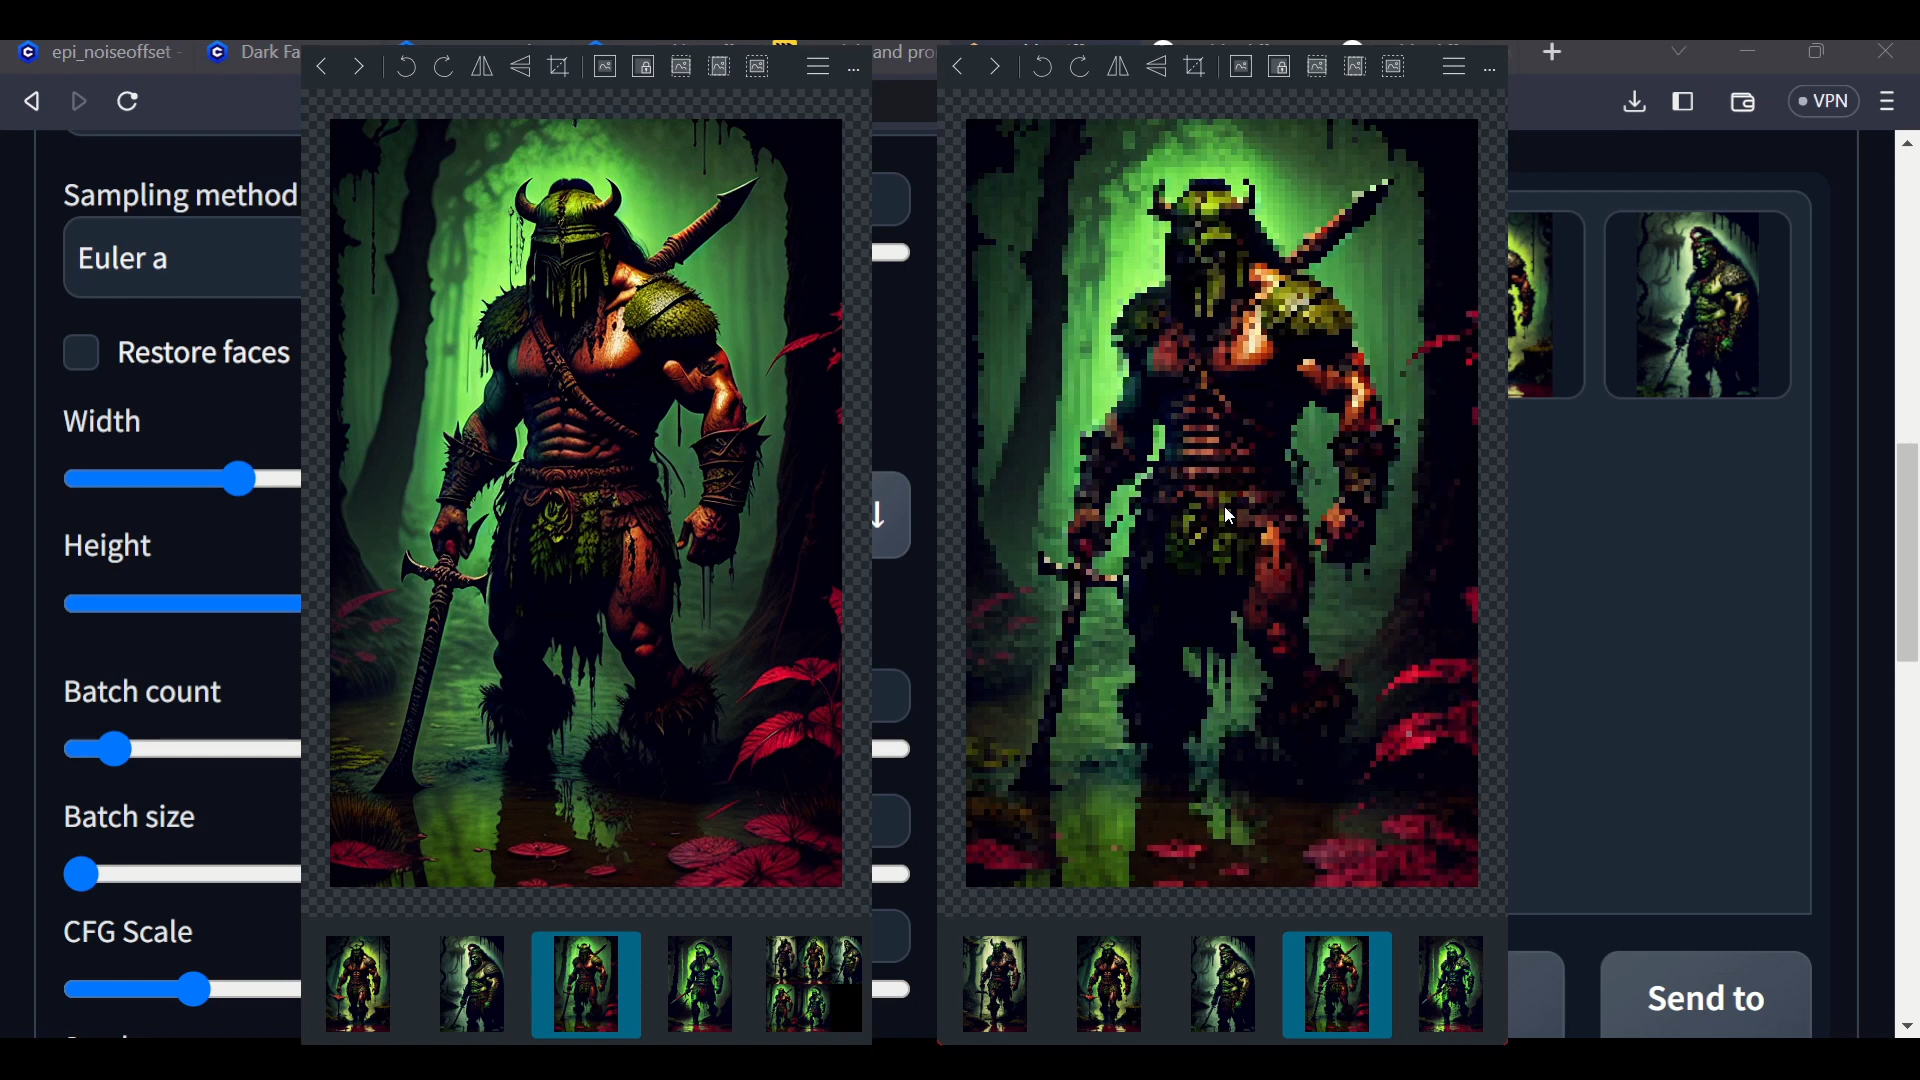 epi_noiseoffset -
Dark Fa
and pro
VPN
Sampling method
Euler a
Restore faces
Width
Height
Batch count
Batch size
CFG Scale
Send to